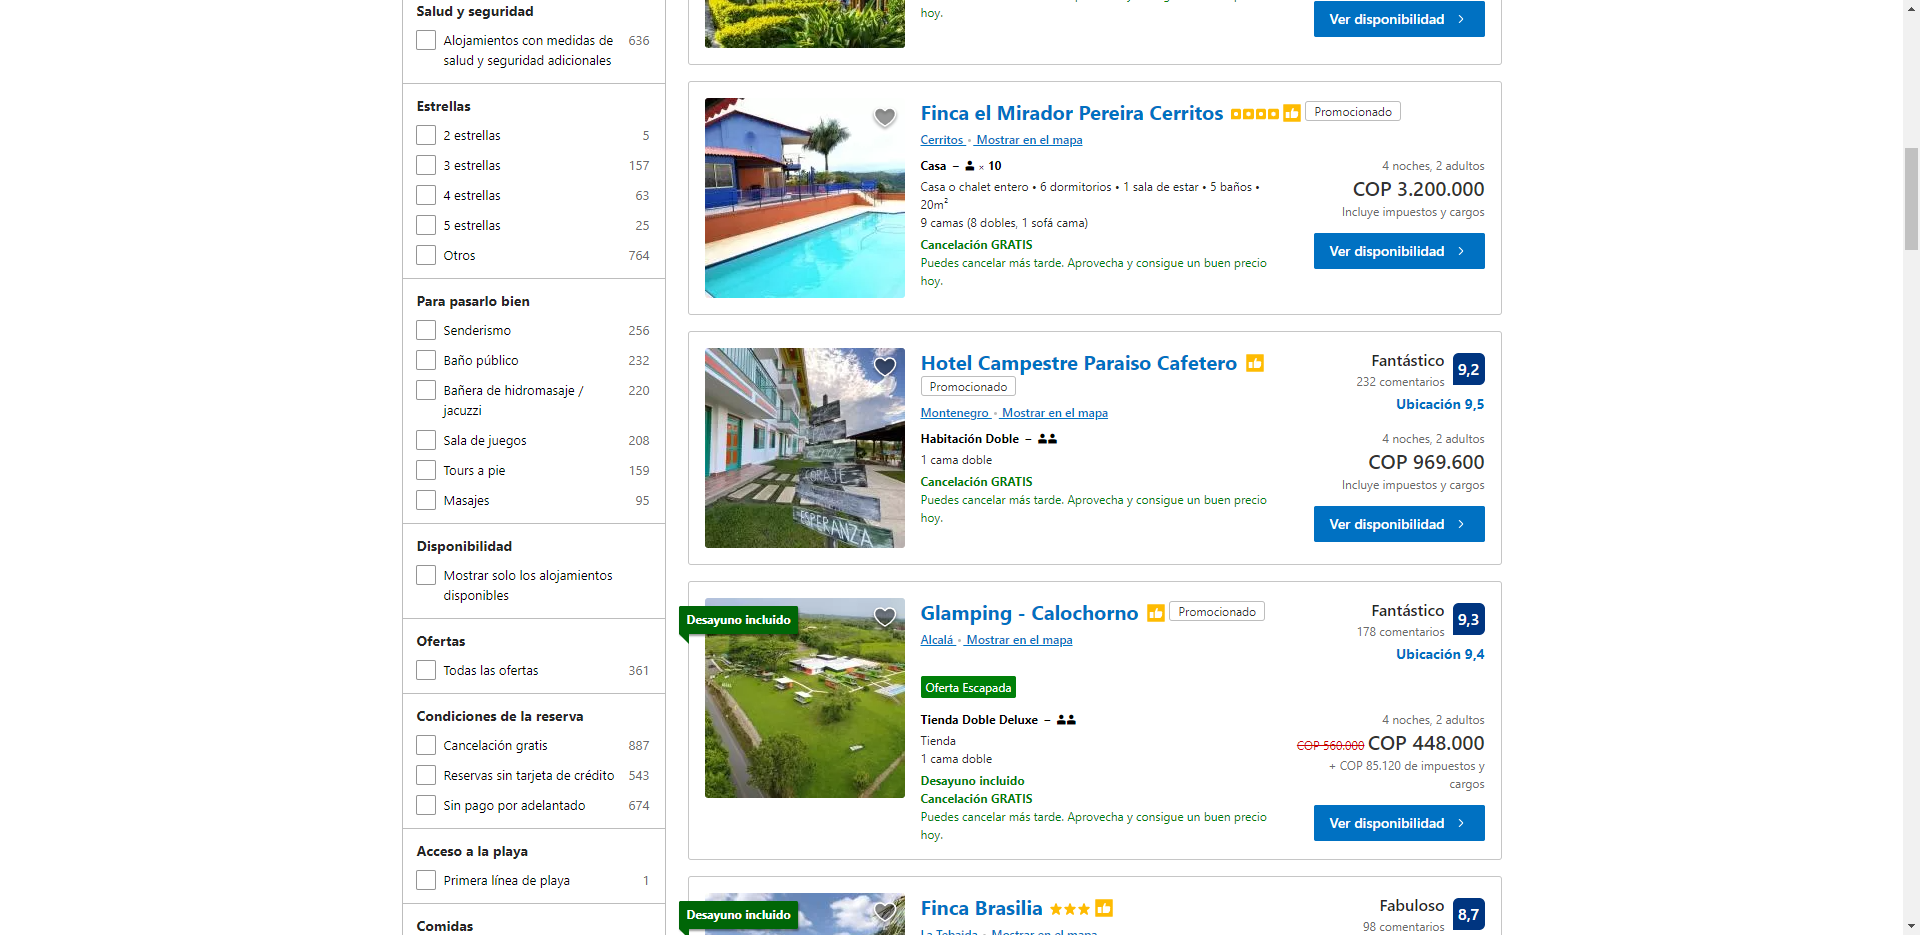 Salud y seguridad
Alojamientos con medidas de salud y seguridad adicionales 636
Estrellas
2 estrellas 5
3 estrellas 157
4 estrellas 63
5 estrellas 25
Otros 764
Para pasarlo bien
Senderismo 256
Baño público 232
Bañera de hidromasaje / jacuzzi 220
Sala de juegos 208
Tours a pie 159
Masajes 95
Disponibilidad
Mostrar solo los alojamientos disponibles
Ofertas
Todas las ofertas 361
Condiciones de la reserva
Cancelación gratis 887
Reservas sin tarjeta de crédito 543
Sin pago por adelantado 674
Acceso a la playa
Primera línea de playa 1
Comidas
hoy.
Ver disponibilidad
Finca el Mirador Pereira Cerritos Promocionado
Cerritos • Mostrar en el mapa
Casa – × 10
4 noches, 2 adultos
Casa o chalet entero • 6 dormitorios • 1 sala de estar • 5 baños •
20m²
COP 3.200.000
Incluye impuestos y cargos
9 camas (8 dobles, 1 sofá cama)
Cancelación GRATIS
Puedes cancelar más tarde. Aprovecha y consigue un buen precio
hoy.
Ver disponibilidad
Hotel Campestre Paraiso Cafetero
Promocionado
Fantástico 9,2
232 comentarios
Ubicación 9,5
Montenegro • Mostrar en el mapa
Habitación Doble –
4 noches, 2 adultos
1 cama doble
COP 969.600
Incluye impuestos y cargos
Cancelación GRATIS
Puedes cancelar más tarde. Aprovecha y consigue un buen precio
hoy.
Ver disponibilidad
CORAJE
ESPERANZA
Desayuno incluido
Glamping - Calochorno Promocionado
Fantástico 9,3
178 comentarios
Ubicación 9,4
Alcalá • Mostrar en el mapa
Oferta Escapada
Tienda Doble Deluxe –
4 noches, 2 adultos
Tienda
COP 560.000 COP 448.000
1 cama doble
+ COP 85.120 de impuestos y
cargos
Desayuno incluido
Cancelación GRATIS
Puedes cancelar más tarde. Aprovecha y consigue un buen precio
hoy.
Ver disponibilidad
Desayuno incluido
Finca Brasilia
Fabuloso 8,7
98 comentarios
La Tebaida • Mostrar en el mapa